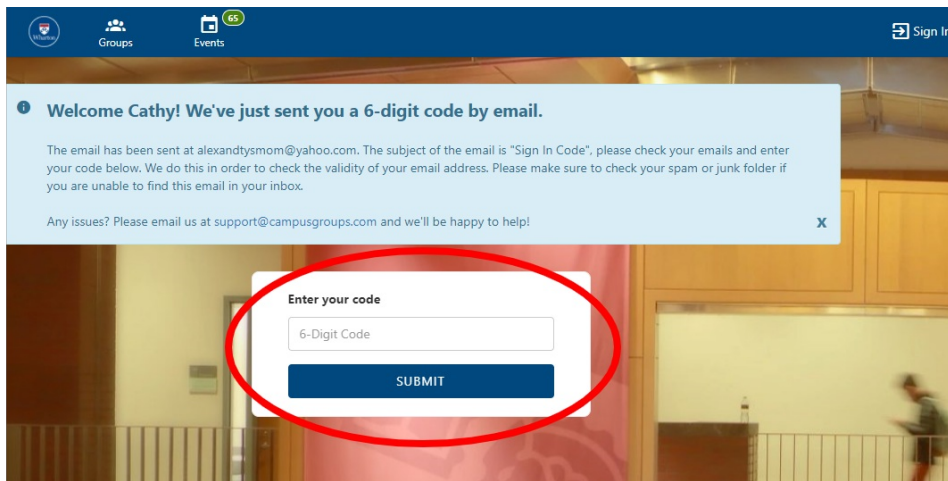 65
Wharton
Groups
Events
Sign In
Welcome Cathy! We've just sent you a 6-digit code by email.
The email has been sent at alexandtysmom@yahoo.com. The subject of the email is "Sign In Code", please check your emails and enter
your code below. We do this in order to check the validity of your email address. Please make sure to check your spam or junk folder if
you are unable to find this email in your inbox.
Any issues? Please email us at support@campusgroups.com and we'll be happy to help!
X
Enter your code
6-Digit Code
SUBMIT